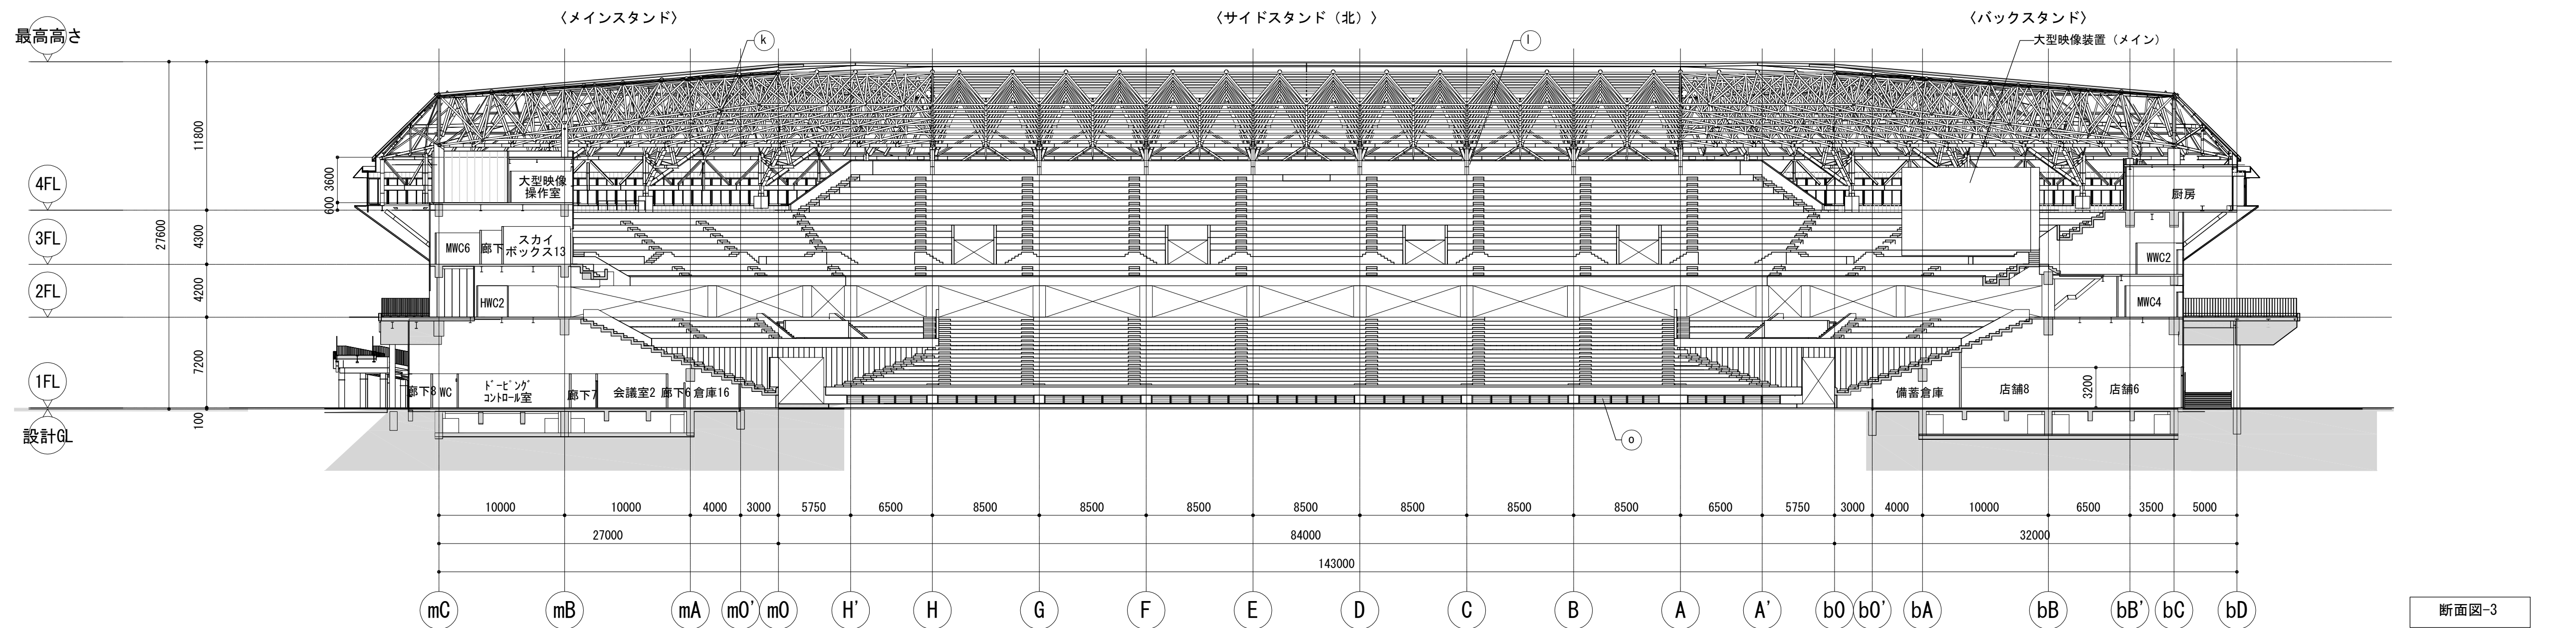 〈メインスタンド〉
〈サイドスタンド（北）〉
〈バックスタンド〉
最高高さ
k
l
大型映像装置（メイン）
27600
11800
3600
600
4300
4200
7200
100
4FL
3FL
2FL
1FL
設計GL
大型映像
操作室
厨房
MWC6
廊下
スカイ
ボックス13
WWC2
HWC2
MWC4
廊下8
WC
ﾄﾞｰﾋﾟﾝｸﾞ
ｺﾝﾄﾛｰﾙ室
廊下7
会議室2
廊下6
倉庫16
備蓄倉庫
店舗8
3200
店舗6
o
10000 10000 4000 3000 5750 6500 8500 8500 8500 8500 8500 8500 8500 6500 5750 3000 4000 10000 6500 3500 5000
27000 84000 32000
143000
mC mB mA m0' m0 H' H G F E D C B A A' b0 b0' bA bB bB' bC bD
断面図-3